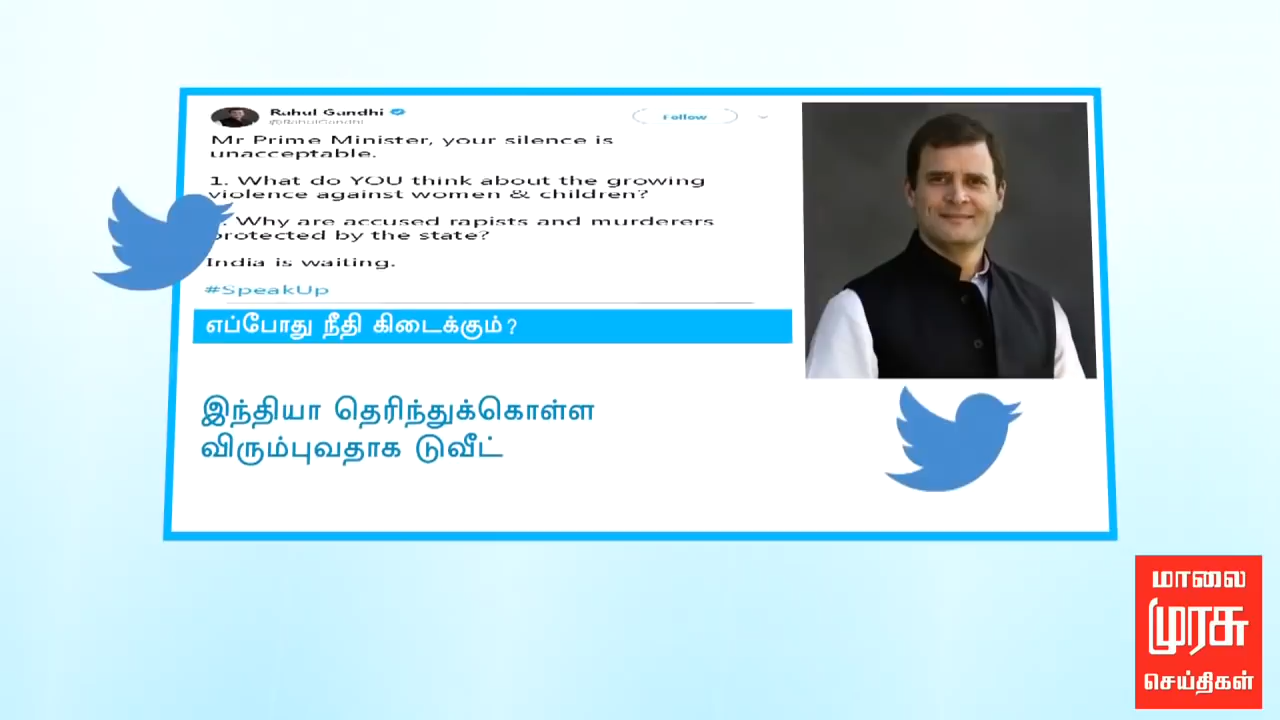 Rahul Gandhi
@RahulGandhi
Follow
Mr Prime Minister, your silence is
unacceptable.
1. What do YOU think about the growing
violence against women & children?
. Why are accused rapists and murderers
protected by the state?
India is waiting.
#SpeakUp
எப்போது நீதி கிடைக்கும்?
இந்தியா தெரிந்துக்கொள்ள
விரும்புவதாக டுவீட்
மாலை
முரசு
செய்திகள்